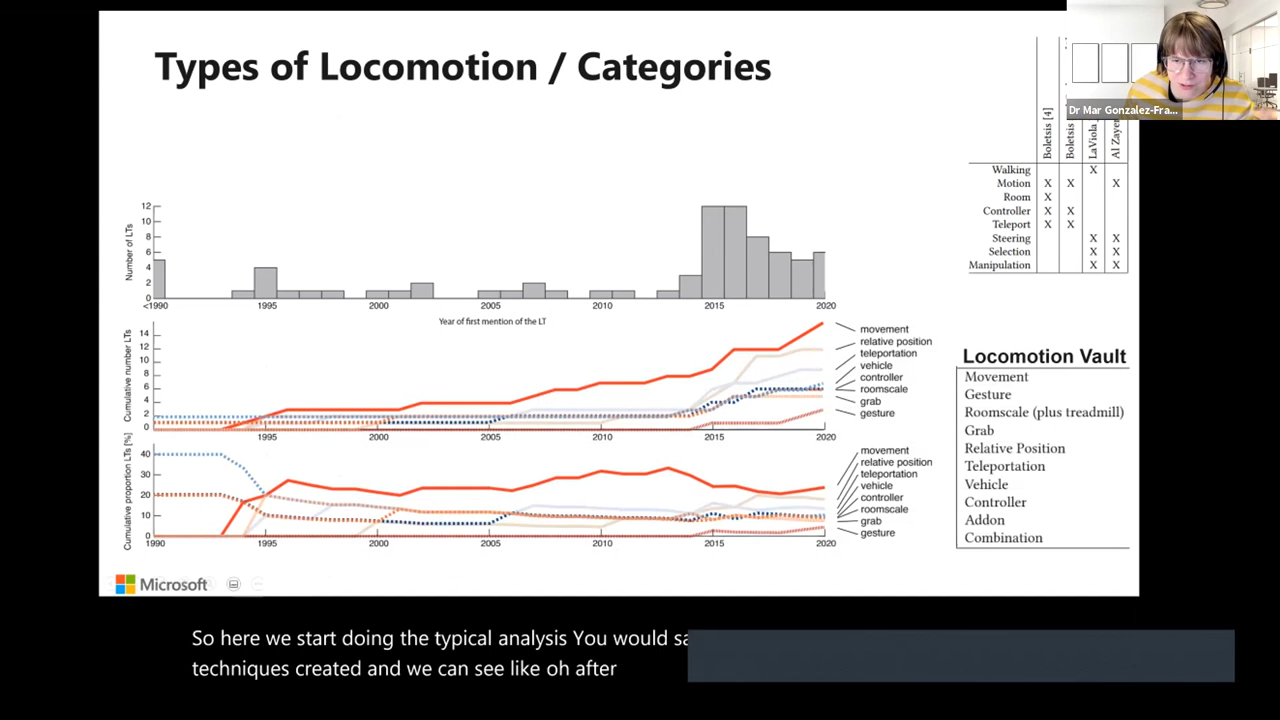 Types of Locomotion / Categories
Dr Mar Gonzalez-Fra...
Boletsis [4]
Boletsis
LaViola
Al Zayer
Walking X
Motion X X X
Room X
Controller X X
Teleport X X
Steering X X
Selection X X
Manipulation X X
Number of LTs
12
10
8
6
4
2
0
<1990 1995 2000 2005 2010 2015 2020
Year of first mention of the LT
Cumulative number LTs
14
12
10
8
6
4
2
0
1995 2000 2005 2010 2015 2020
movement
relative position
teleportation
vehicle
controller
roomscale
grab
gesture
Cumulative proportion LTs [%]
40
30
20
10
0
1990 1995 2000 2005 2010 2015 2020
movement
relative position
teleportation
vehicle
controller
roomscale
grab
gesture
Locomotion Vault
Movement
Gesture
Roomscale (plus treadmill)
Grab
Relative Position
Teleportation
Vehicle
Controller
Addon
Combination
Microsoft
So here we start doing the typical analysis You would sa
techniques created and we can see like oh after